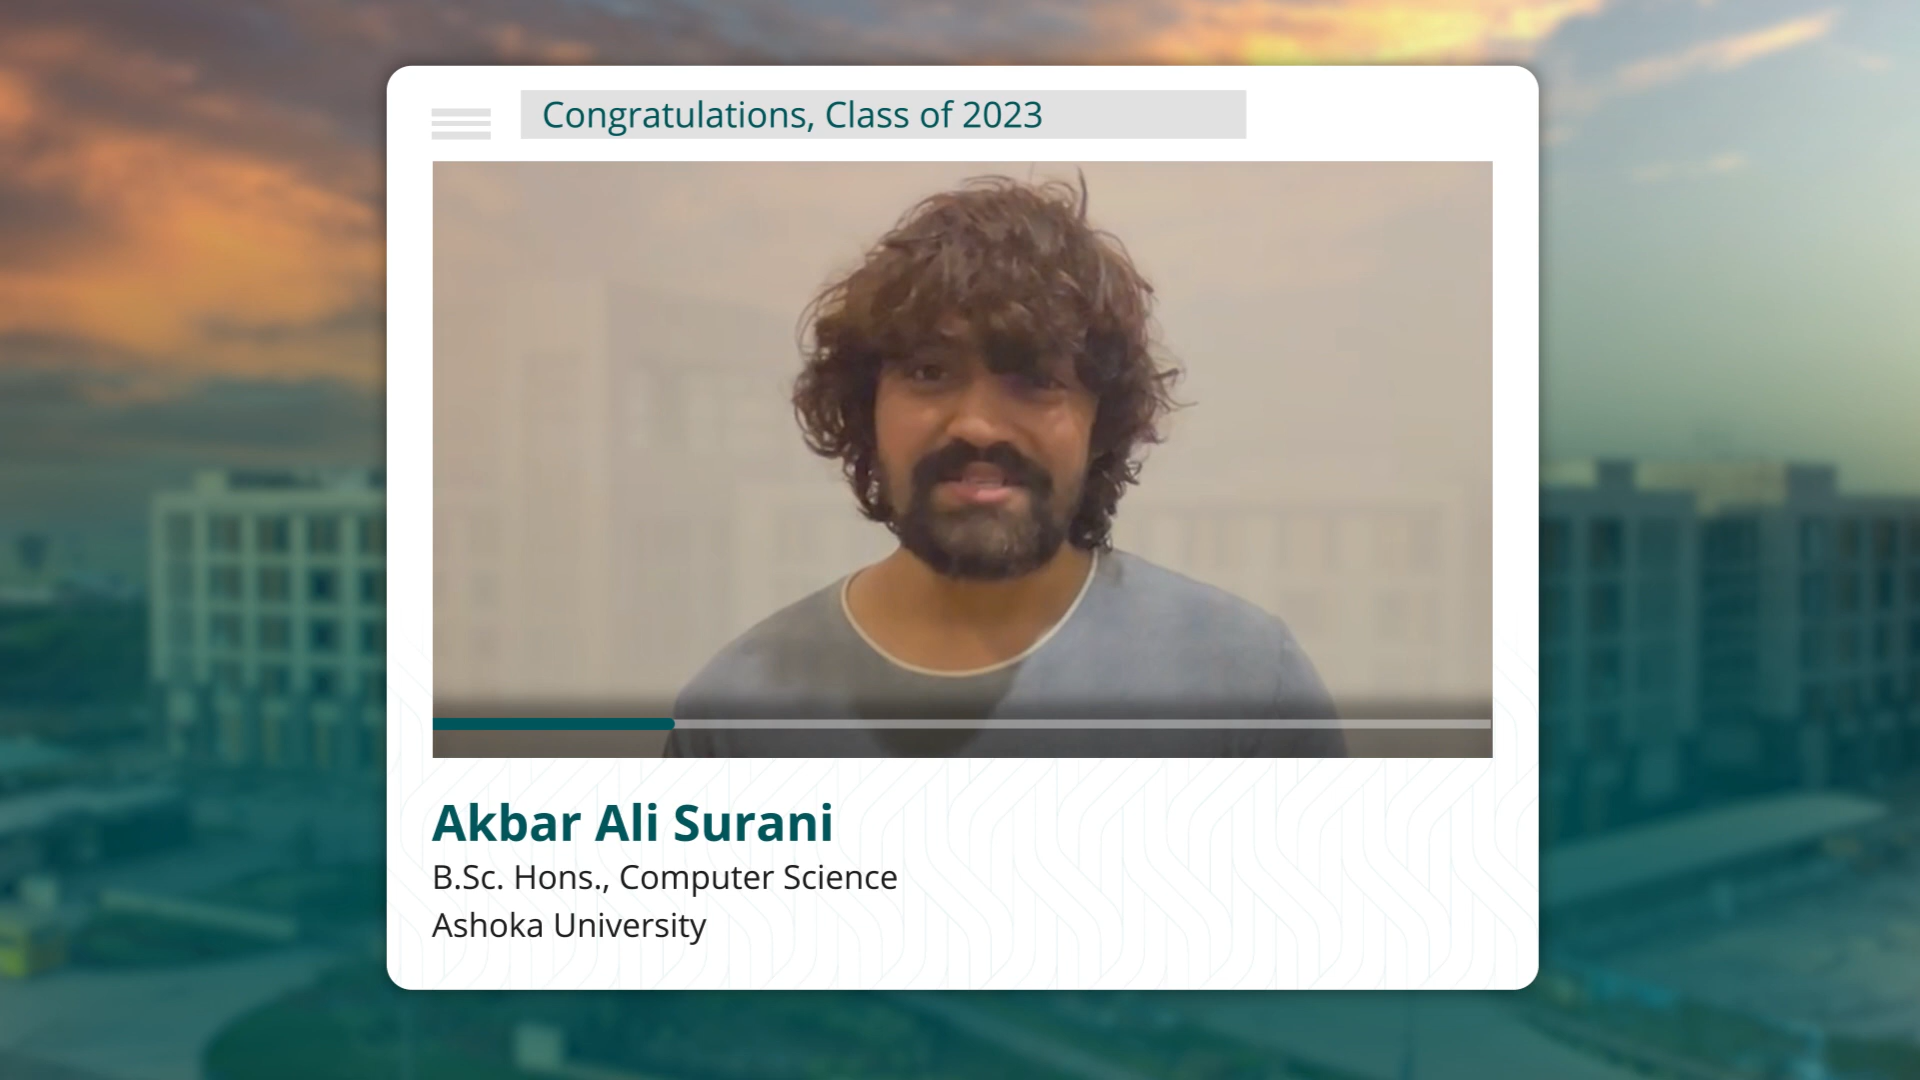 Congratulations, Class of 2023
Akbar Ali Surani
B.Sc. Hons., Computer Science
Ashoka University